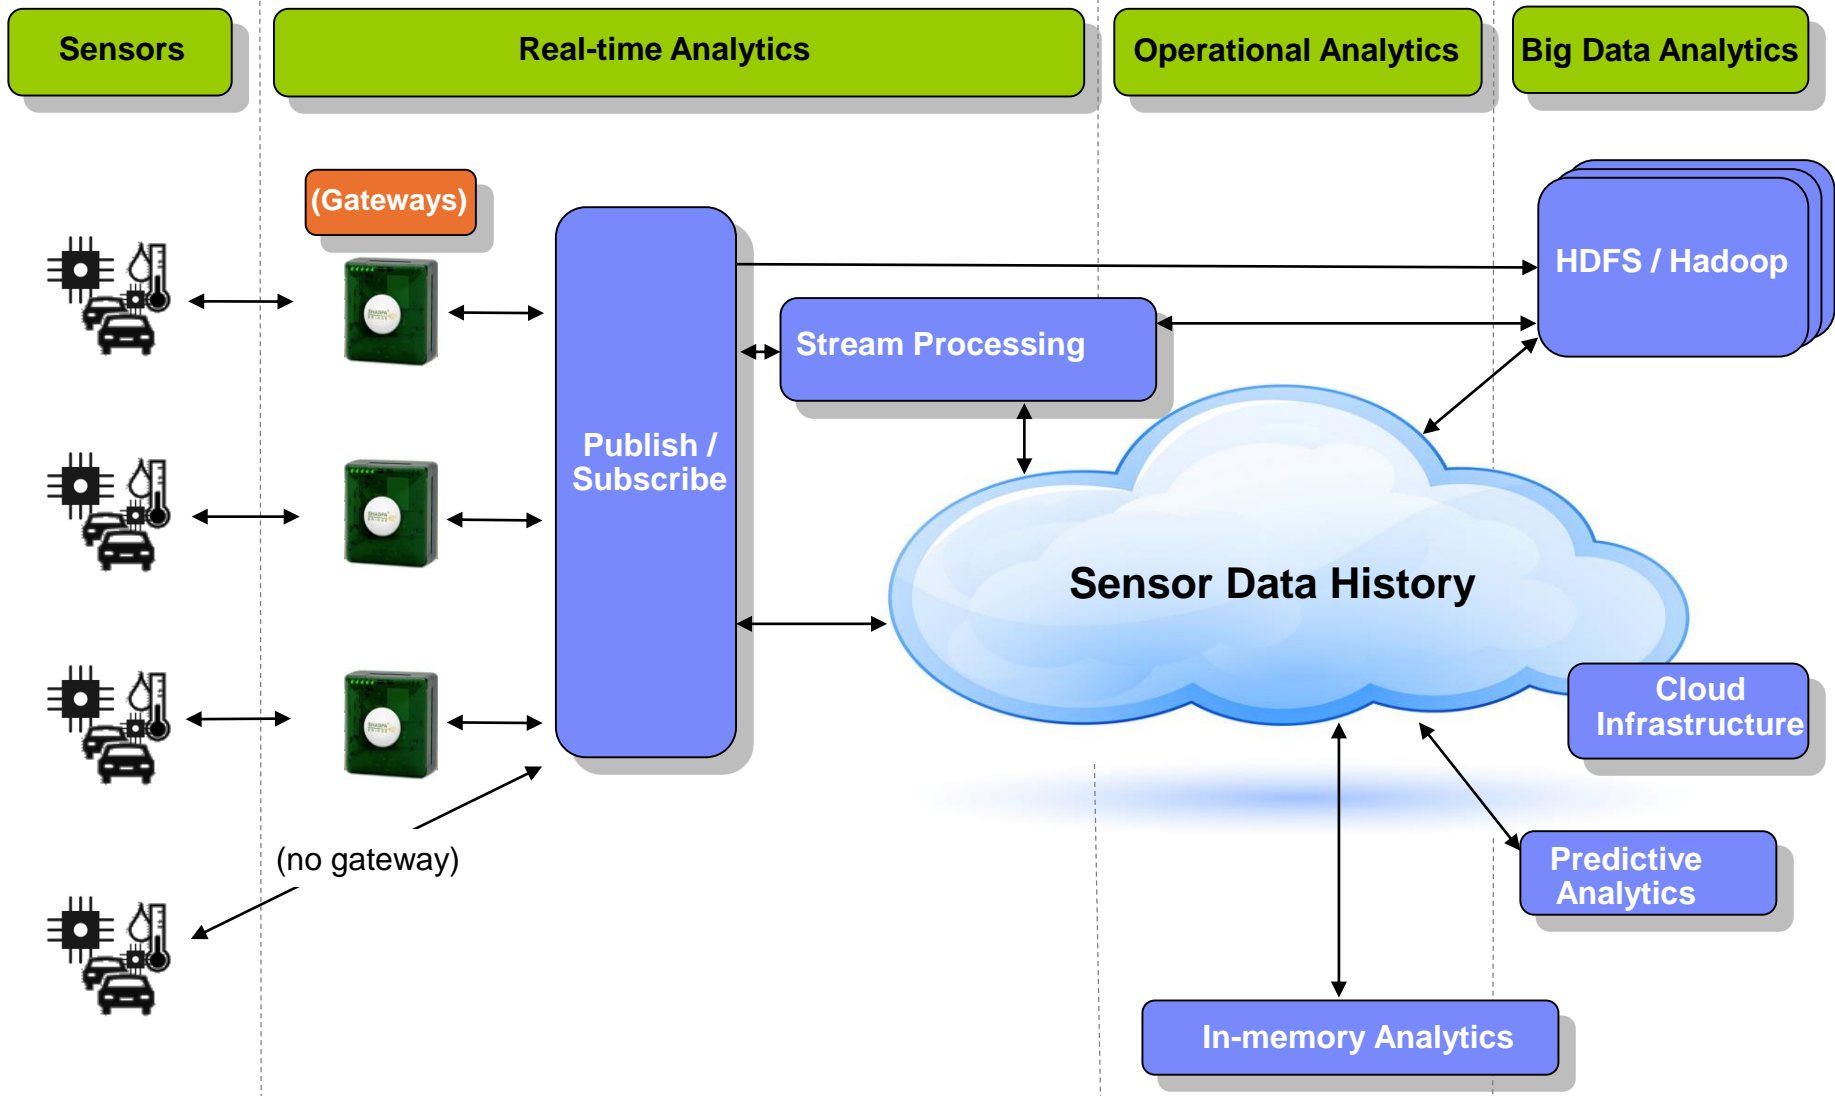 Sensors
Real-time Analytics
Operational Analytics
Big Data Analytics
(Gateways)
HDFS / Hadoop
Stream Processing
Publish /
Subscribe
Sensor Data History
Cloud
Infrastructure
(no gateway)
Predictive
Analytics
In-memory Analytics